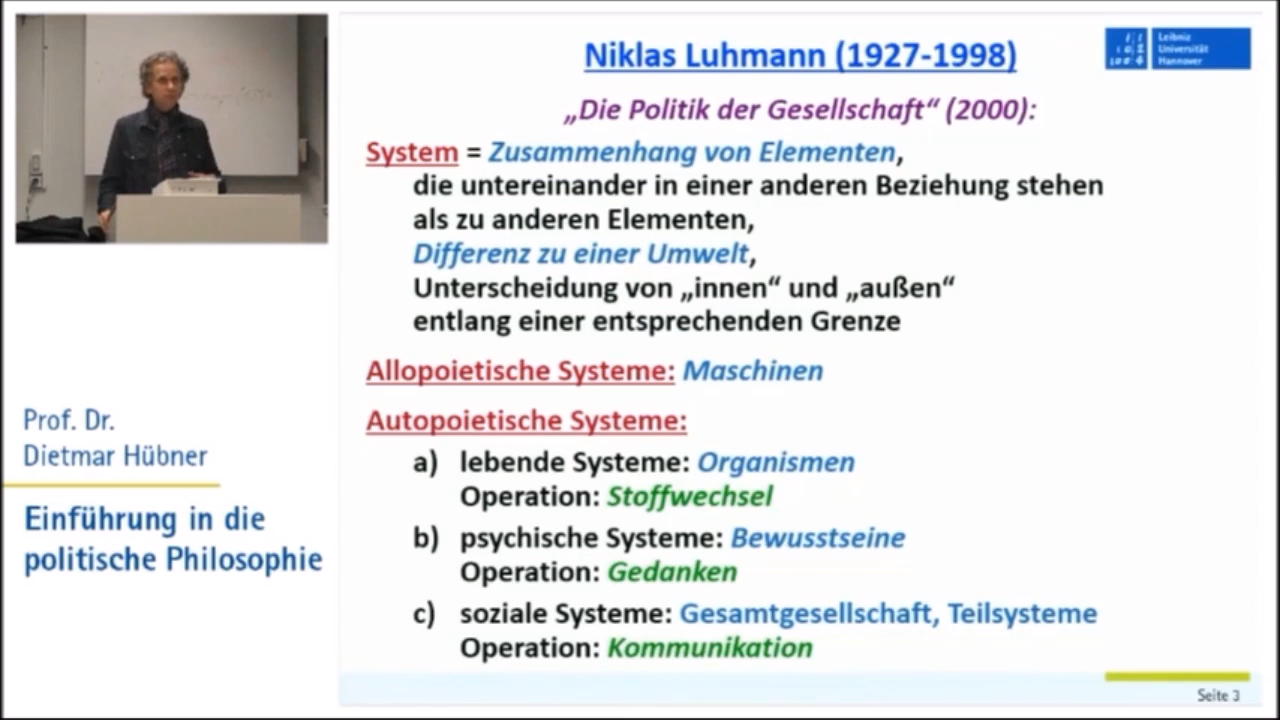 Niklas Luhmann (1927-1998)
Leibniz
Universität
Hannover
„Die Politik der Gesellschaft“ (2000):
System = Zusammenhang von Elementen,
die untereinander in einer anderen Beziehung stehen
als zu anderen Elementen,
Differenz zu einer Umwelt,
Unterscheidung von „innen“ und „außen“
entlang einer entsprechenden Grenze
Allopoietische Systeme: Maschinen
Autopoietische Systeme:
a) lebende Systeme: Organismen
Operation: Stoffwechsel
b) psychische Systeme: Bewusstseine
Operation: Gedanken
c) soziale Systeme: Gesamtgesellschaft, Teilsysteme
Operation: Kommunikation
Seite 3
Prof. Dr.
Dietmar Hübner
Einführung in die
politische Philosophie